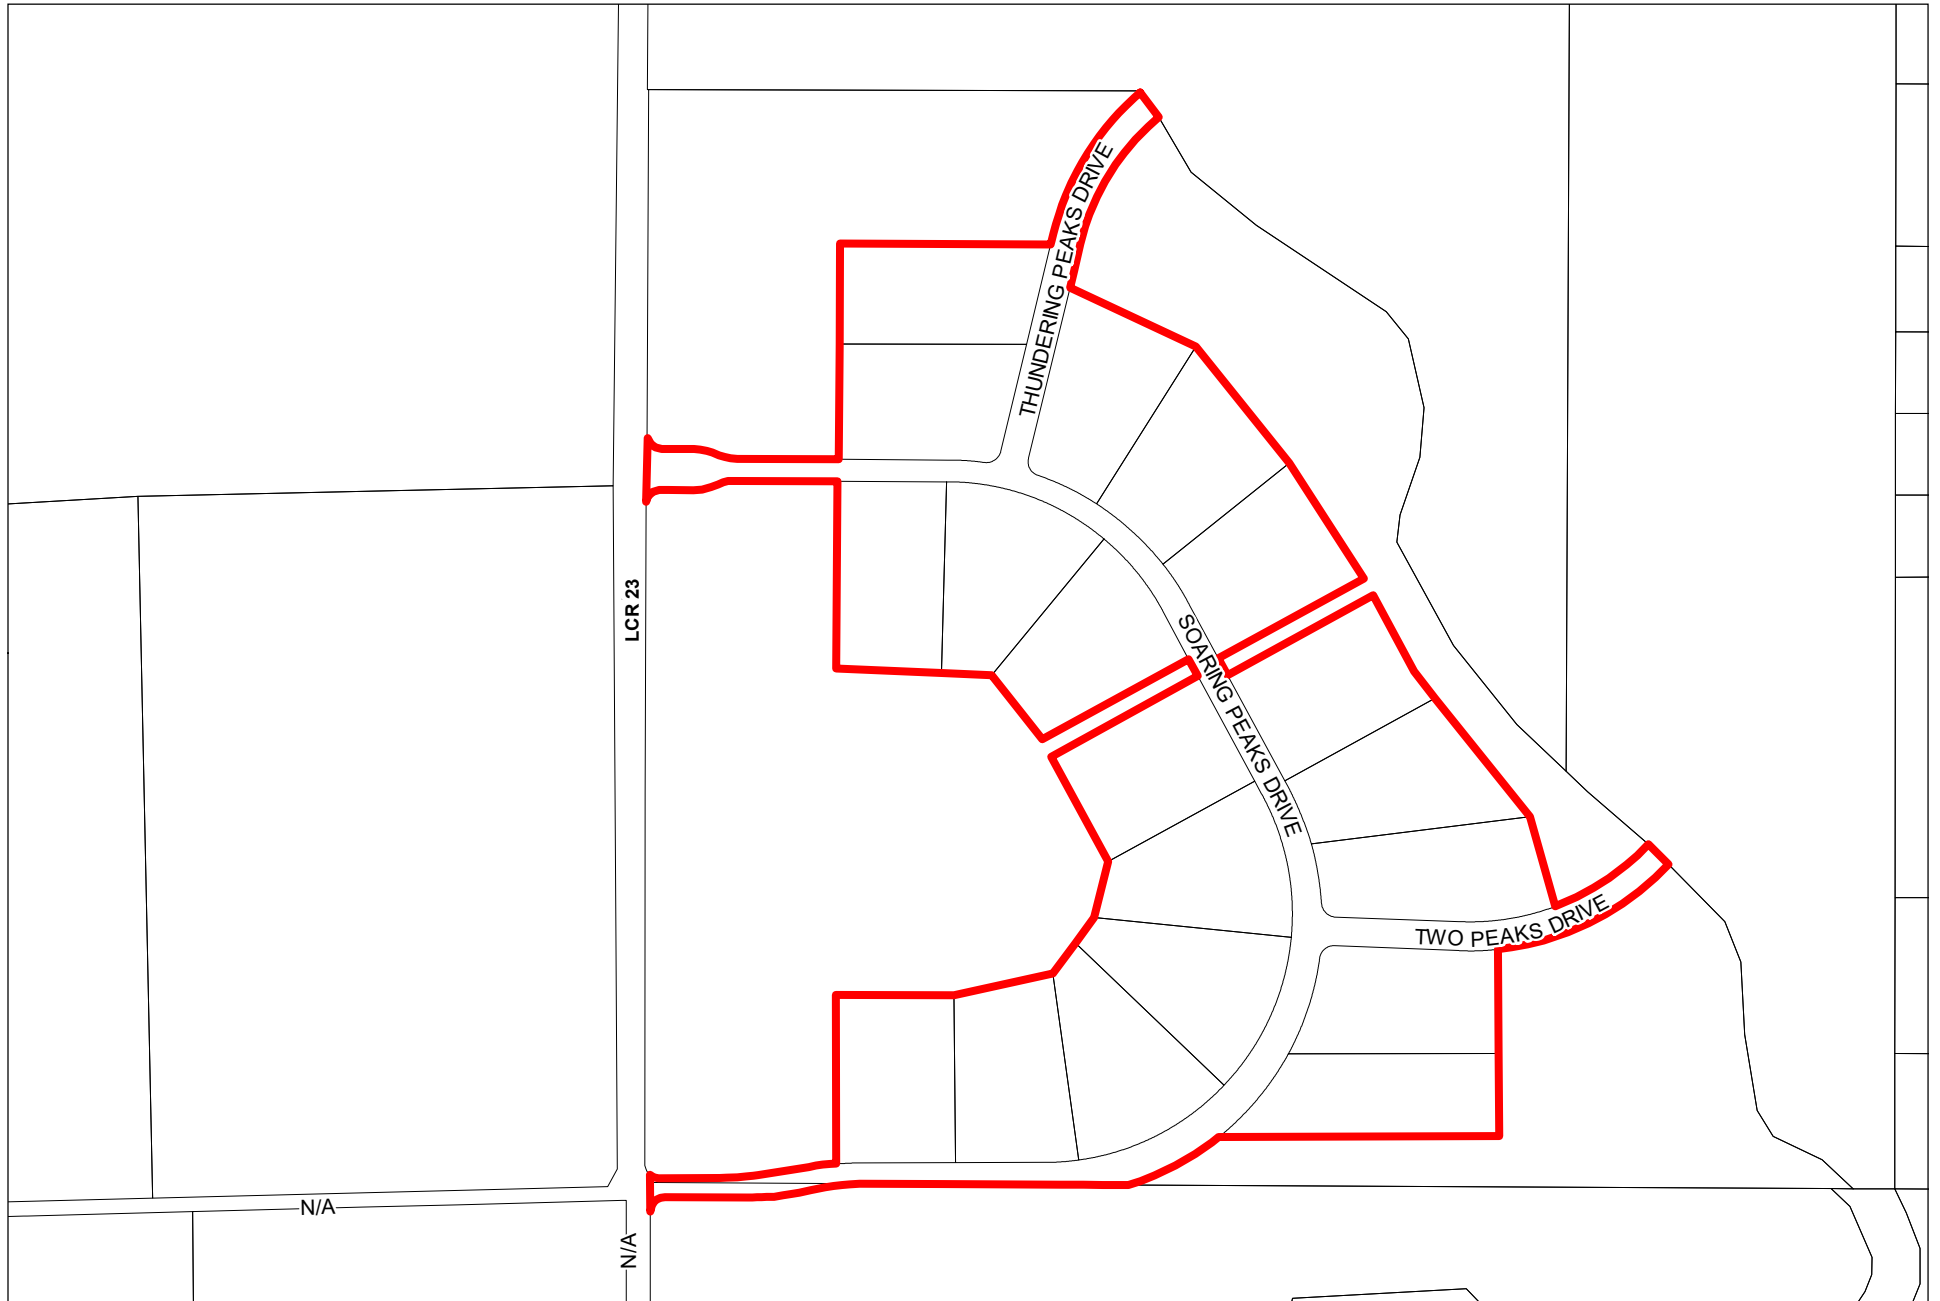 THUNDERING PEAKS DRIVE
LCR 23
SOARING PEAKS DRIVE
TWO PEAKS DRIVE
N/A
N/A